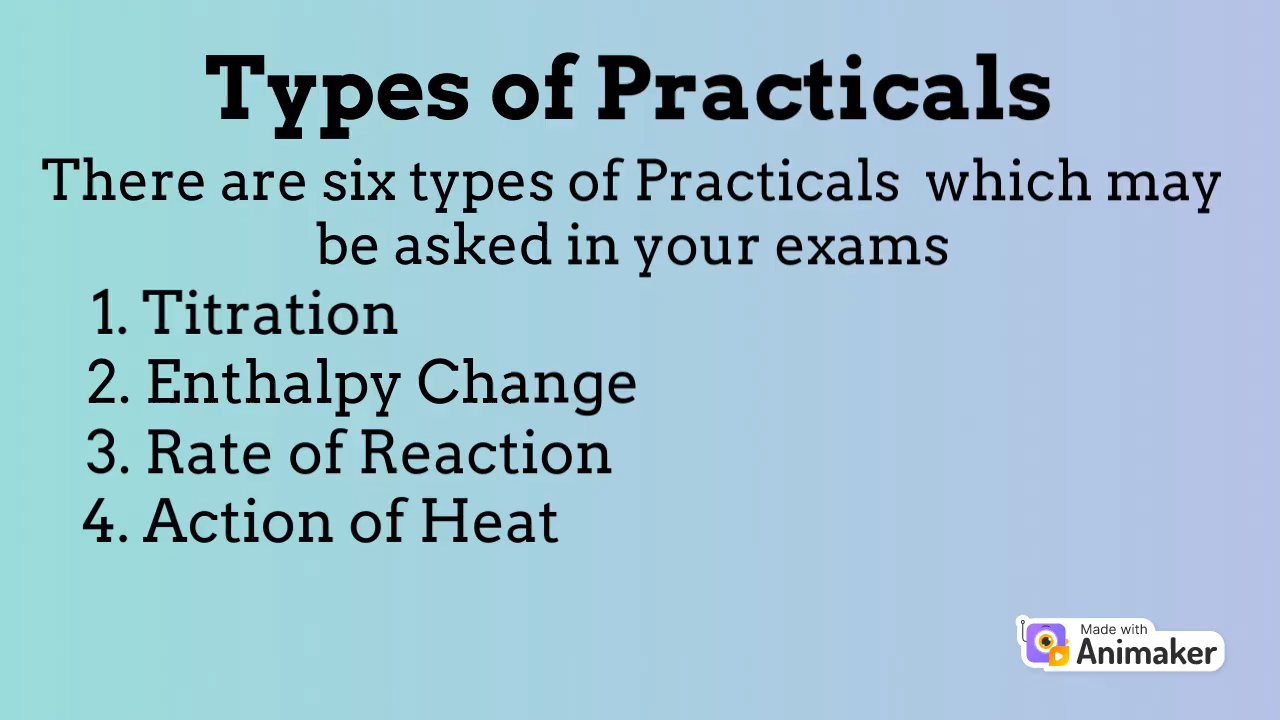 Types of Practicals
There are six types of Practicals which may
be asked in your exams
1. Titration
2. Enthalpy Change
3. Rate of Reaction
4. Action of Heat
Made with
Animaker